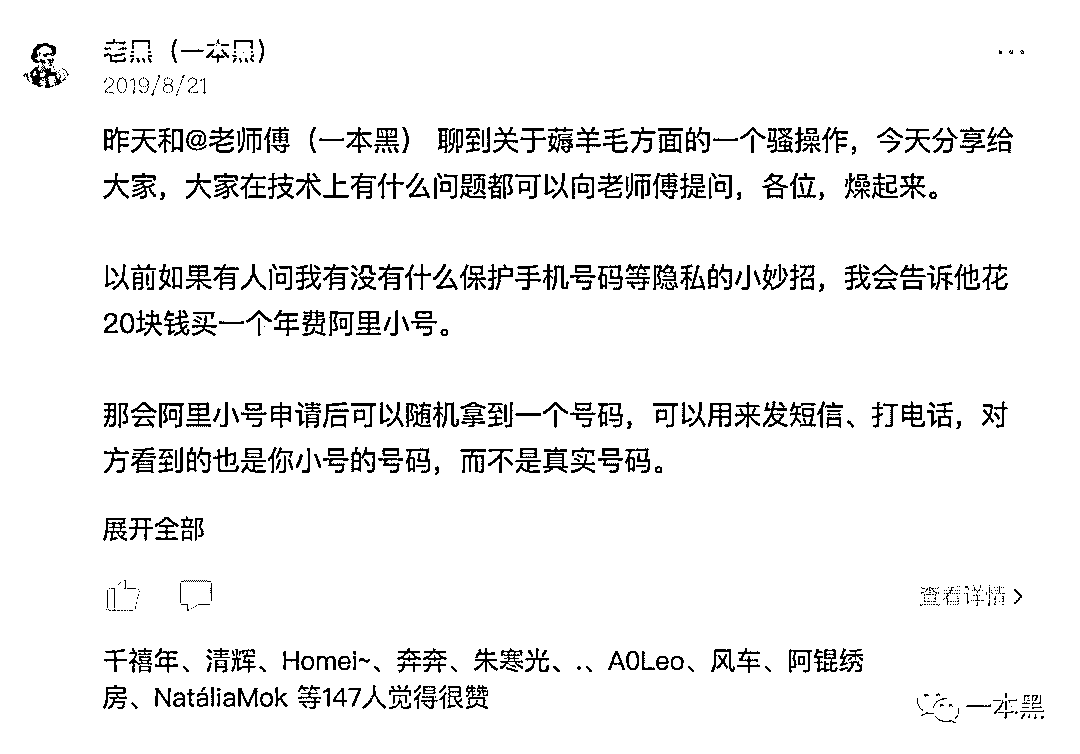 老黑（一本黑）
2019/8/21
昨天和@老师傅（一本黑） 聊到关于薅羊毛方面的一个骚操作，今天分享给
大家，大家在技术上有什么问题都可以向老师傅提问，各位，燥起来。
以前如果有人问我有没有什么保护手机号码等隐私的小妙招，我会告诉他花
20块钱买一个年费阿里小号。
那会阿里小号申请后可以随机拿到一个号码，可以用来发短信、打电话，对
方看到的也是你小号的号码，而不是真实号码。
展开全部
查看详情
千禧年、清辉、Homei~、奔奔、朱寒光、.、A0Leo、风车、阿锟绣
房、NatáliaMok 等147人觉得很赞
一本黑